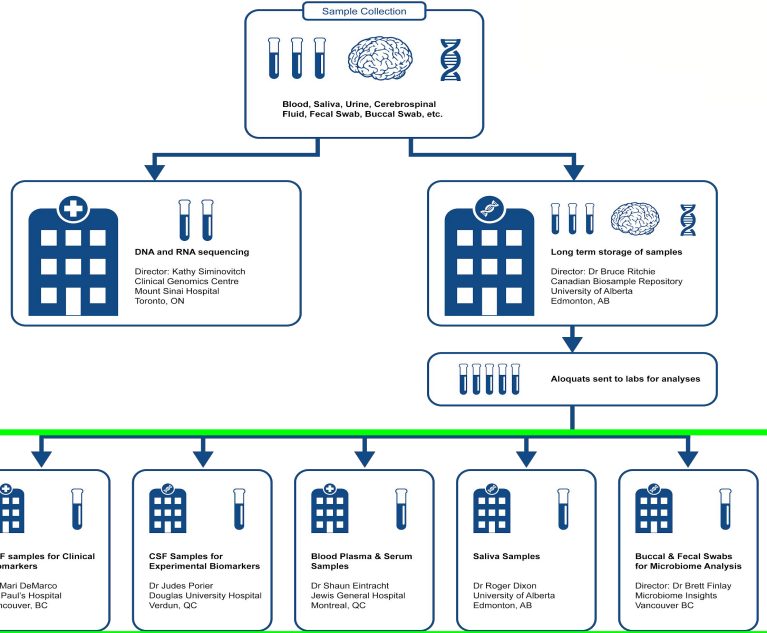 Sample Collection
Blood, Saliva, Urine, Cerebrospinal
Fluid, Fecal Swab, Buccal Swab, etc.
DNA and RNA sequencing
Director: Kathy Siminovitch
Clinical Genomics Centre
Mount Sinai Hospital
Toronto, ON
Long term storage of samples
Director: Dr Bruce Ritchie
Canadian Biosample Repository
University of Alberta
Edmonton, AB
Aloquats sent to labs for analyses
F samples for Clinical
omarkers
Mari DeMarco
Paul's Hospital
ncouver, BC
CSF Samples for
Experimental Biomarkers
Dr Judes Porier
Douglas University Hospital
Verdun, QC
Blood Plasma & Serum
Samples
Dr Shaun Eintracht
Jewis General Hospital
Montreal, QC
Saliva Samples
Dr Roger Dixon
University of Alberta
Edmonton, AB
Buccal & Fecal Swabs
for Microbiome Analysis
Director: Dr Brett Finlay
Microbiome Insights
Vancouver BC